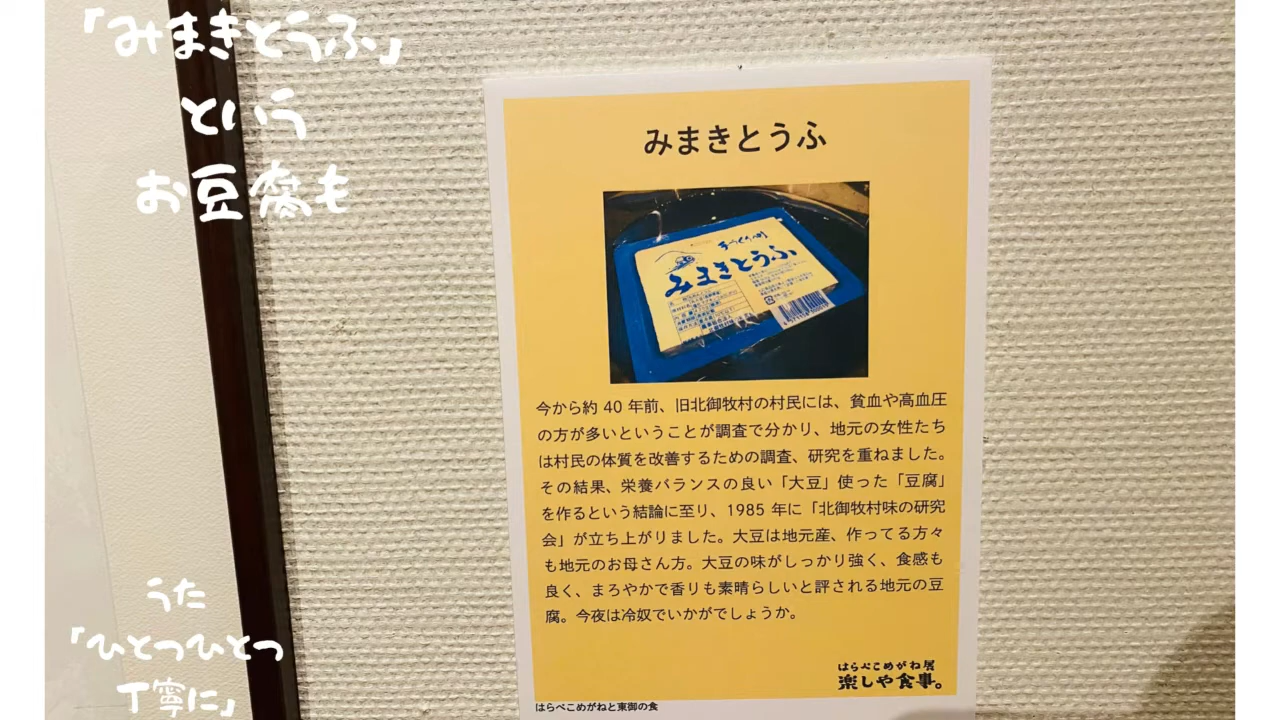 「みまきとうふ」
という
お豆腐も
みまきとうふ
手づくりの町
みまきとうふ
今から約 40 年前、旧北御牧村の村民には、貧血や高血圧
の方が多いということが調査で分かり、地元の女性たち
は村民の体質を改善するための調査、研究を重ねました。
その結果、栄養バランスの良い「大豆」使った「豆腐」
を作るという結論に至り、1985 年に「北御牧村味の研究
会」が立ち上がりました。大豆は地元産、作ってる方々
も地元のお母さん方。大豆の味がしっかり強く、食感も
良く、まろやかで香りも素晴らしいと評される地元の豆
腐。今夜は冷奴でいかがでしょうか。
はらぺこめがね展
楽しや食事。
はらぺこめがねと東御の食
うた
「ひとつひとつ
丁寧に」